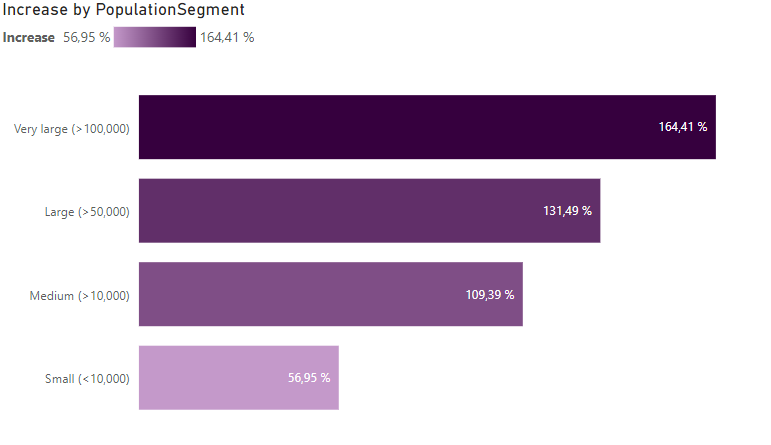 Increase by PopulationSegment
Increase 56,95 % 164,41 %
Very large (>100,000) 164,41 %
Large (>50,000) 131,49 %
Medium (>10,000) 109,39 %
Small (<10,000) 56,95 %